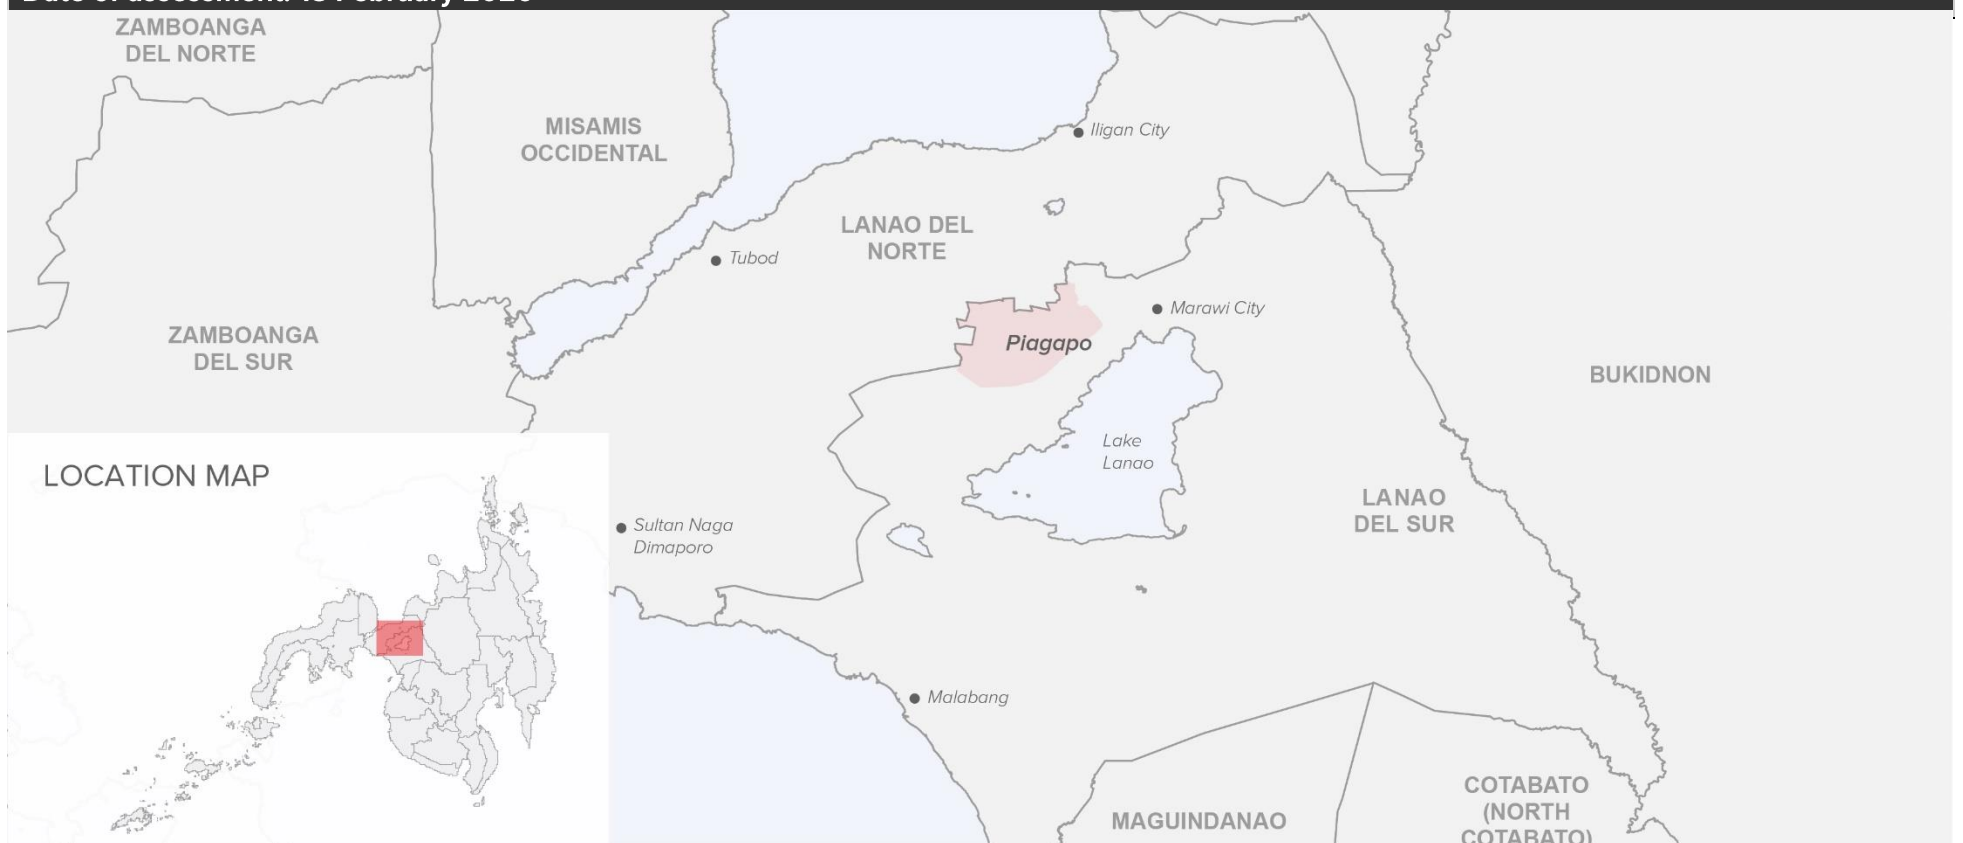 ZAMBOANGA
DEL NORTE
MISAMIS
OCCIDENTAL
Iligan City
LANAO DEL
NORTE
Tubod
Marawi City
ZAMBOANGA
DEL SUR
Piagapo
BUKIDNON
Lake
Lanao
LOCATION MAP
LANAO
DEL SUR
Sultan Naga
Dimaporo
Malabang
MAGUINDANAO
COTABATO
(NORTH
COTABATO)